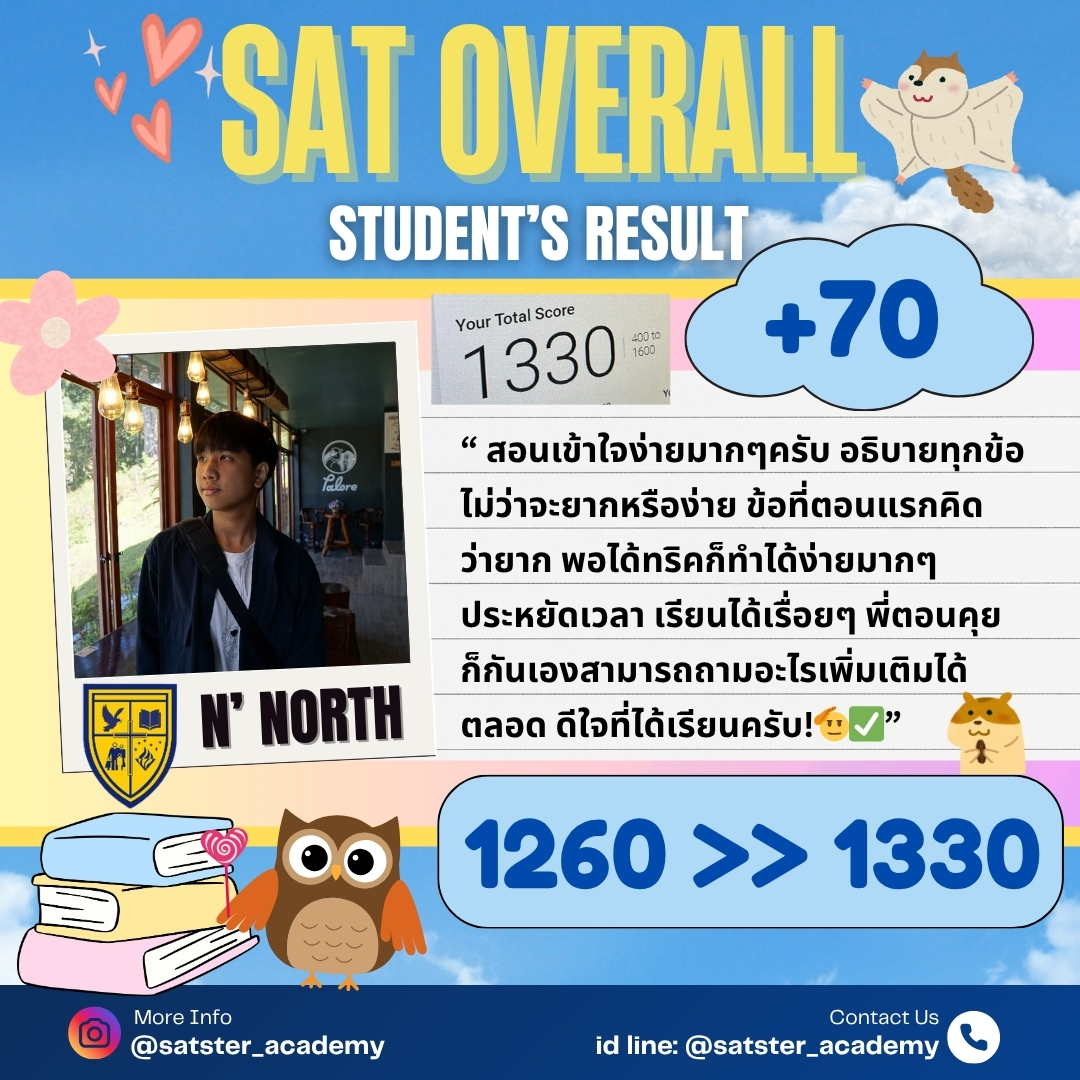 SAT OVERALL
STUDENT'S RESULT
+70
Your Total Score
1330
400 to
1600
Palore
“ สอนเข้าใจง่ายมากๆครับ อธิบายทุกข้อ
ไม่ว่าจะยากหรือง่าย ข้อที่ตอนแรกคิด
ว่ายาก พอได้ทริคก็ทำได้ง่ายมากๆ
ประหยัดเวลา เรียนได้เรื่อยๆ พี่ตอนคุย
ก็กันเองสามารถถามอะไรเพิ่มเติมได้
ตลอด ดีใจที่ได้เรียนครับ!🫡✅”
N’ NORTH
1260 >> 1330
More Info
@satster_academy
Contact Us
id line: @satster_academy